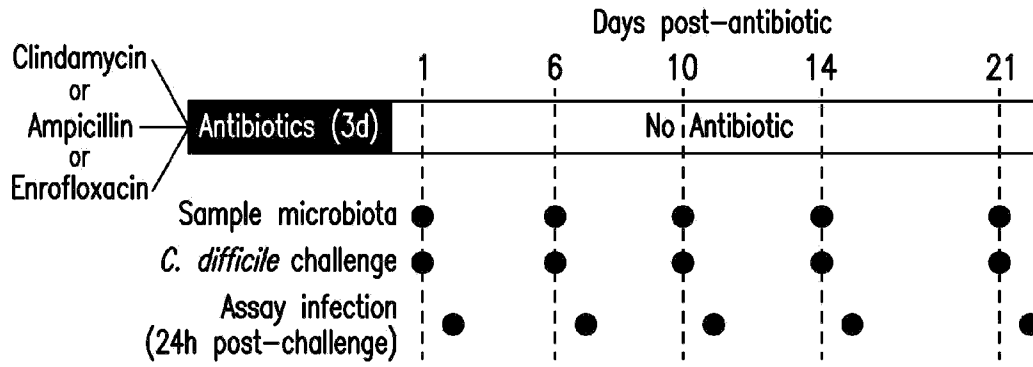 Days post-antibiotic
1 6 10 14 21
Clindamycin
or
Ampicillin
or
Enrofloxacin
Antibiotics (3d)
No Antibiotic
Sample microbiota
C. difficile challenge
Assay infection
(24h post-challenge)